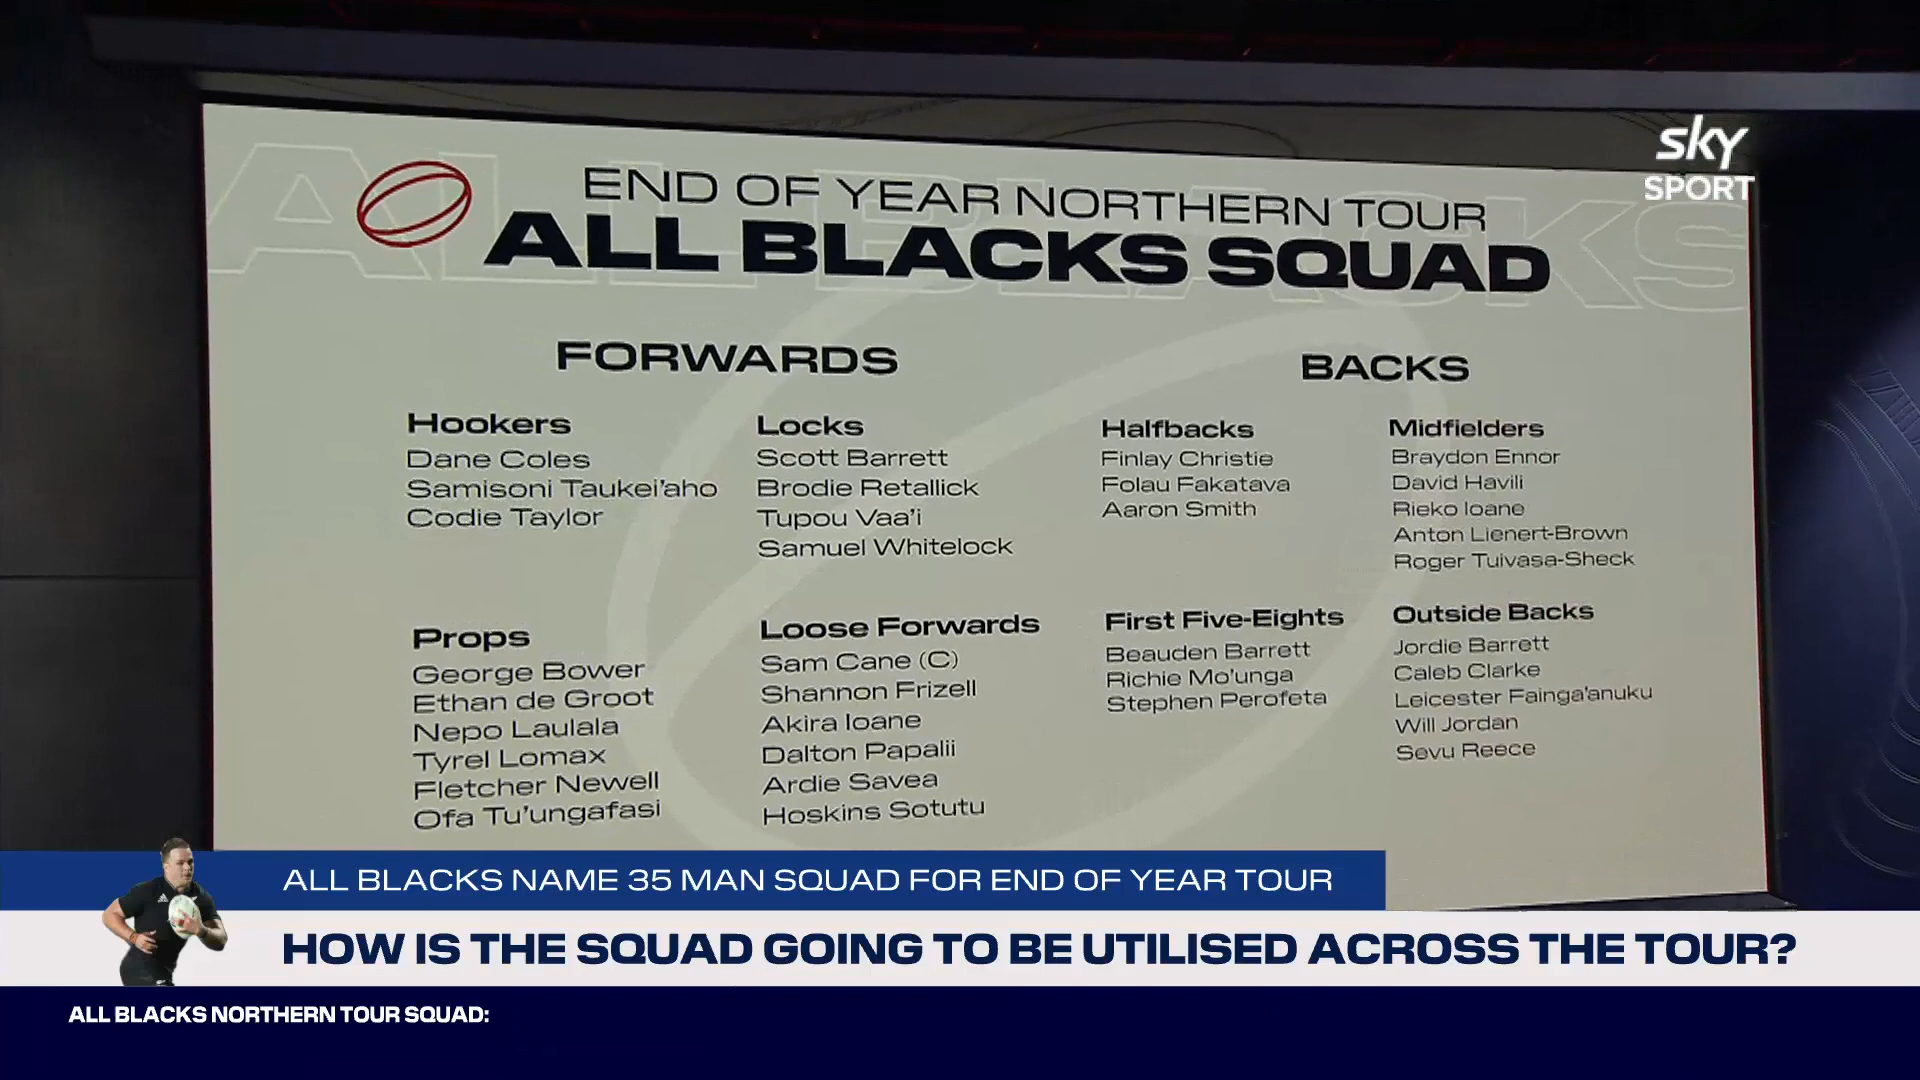 sky
SPORT
END OF YEAR NORTHERN TOUR
ALL BLACKS SQUAD
FORWARDS
Hookers
Dane Coles
Samisoni Taukei'aho
Codie Taylor
Locks
Scott Barrett
Brodie Retallick
Tupou Vaa'i
Samuel Whitelock
Props
George Bower
Ethan de Groot
Nepo Laulala
Tyrel Lomax
Fletcher Newell
Ofa Tu'ungafasi
Loose Forwards
Sam Cane (C)
Shannon Frizell
Akira Ioane
Dalton Papalii
Ardie Savea
Hoskins Sotutu
BACKS
Halfbacks
Finlay Christie
Folau Fakatava
Aaron Smith
Midfielders
Braydon Ennor
David Havili
Rieko Ioane
Anton Lienert-Brown
Roger Tuivasa-Sheck
First Five-Eights
Beauden Barrett
Richie Mo'unga
Stephen Perofeta
Outside Backs
Jordie Barrett
Caleb Clarke
Leicester Fainga'anuku
Will Jordan
Sevu Reece
ALL BLACKS NAME 35 MAN SQUAD FOR END OF YEAR TOUR
HOW IS THE SQUAD GOING TO BE UTILISED ACROSS THE TOUR?
ALL BLACKS NORTHERN TOUR SQUAD: